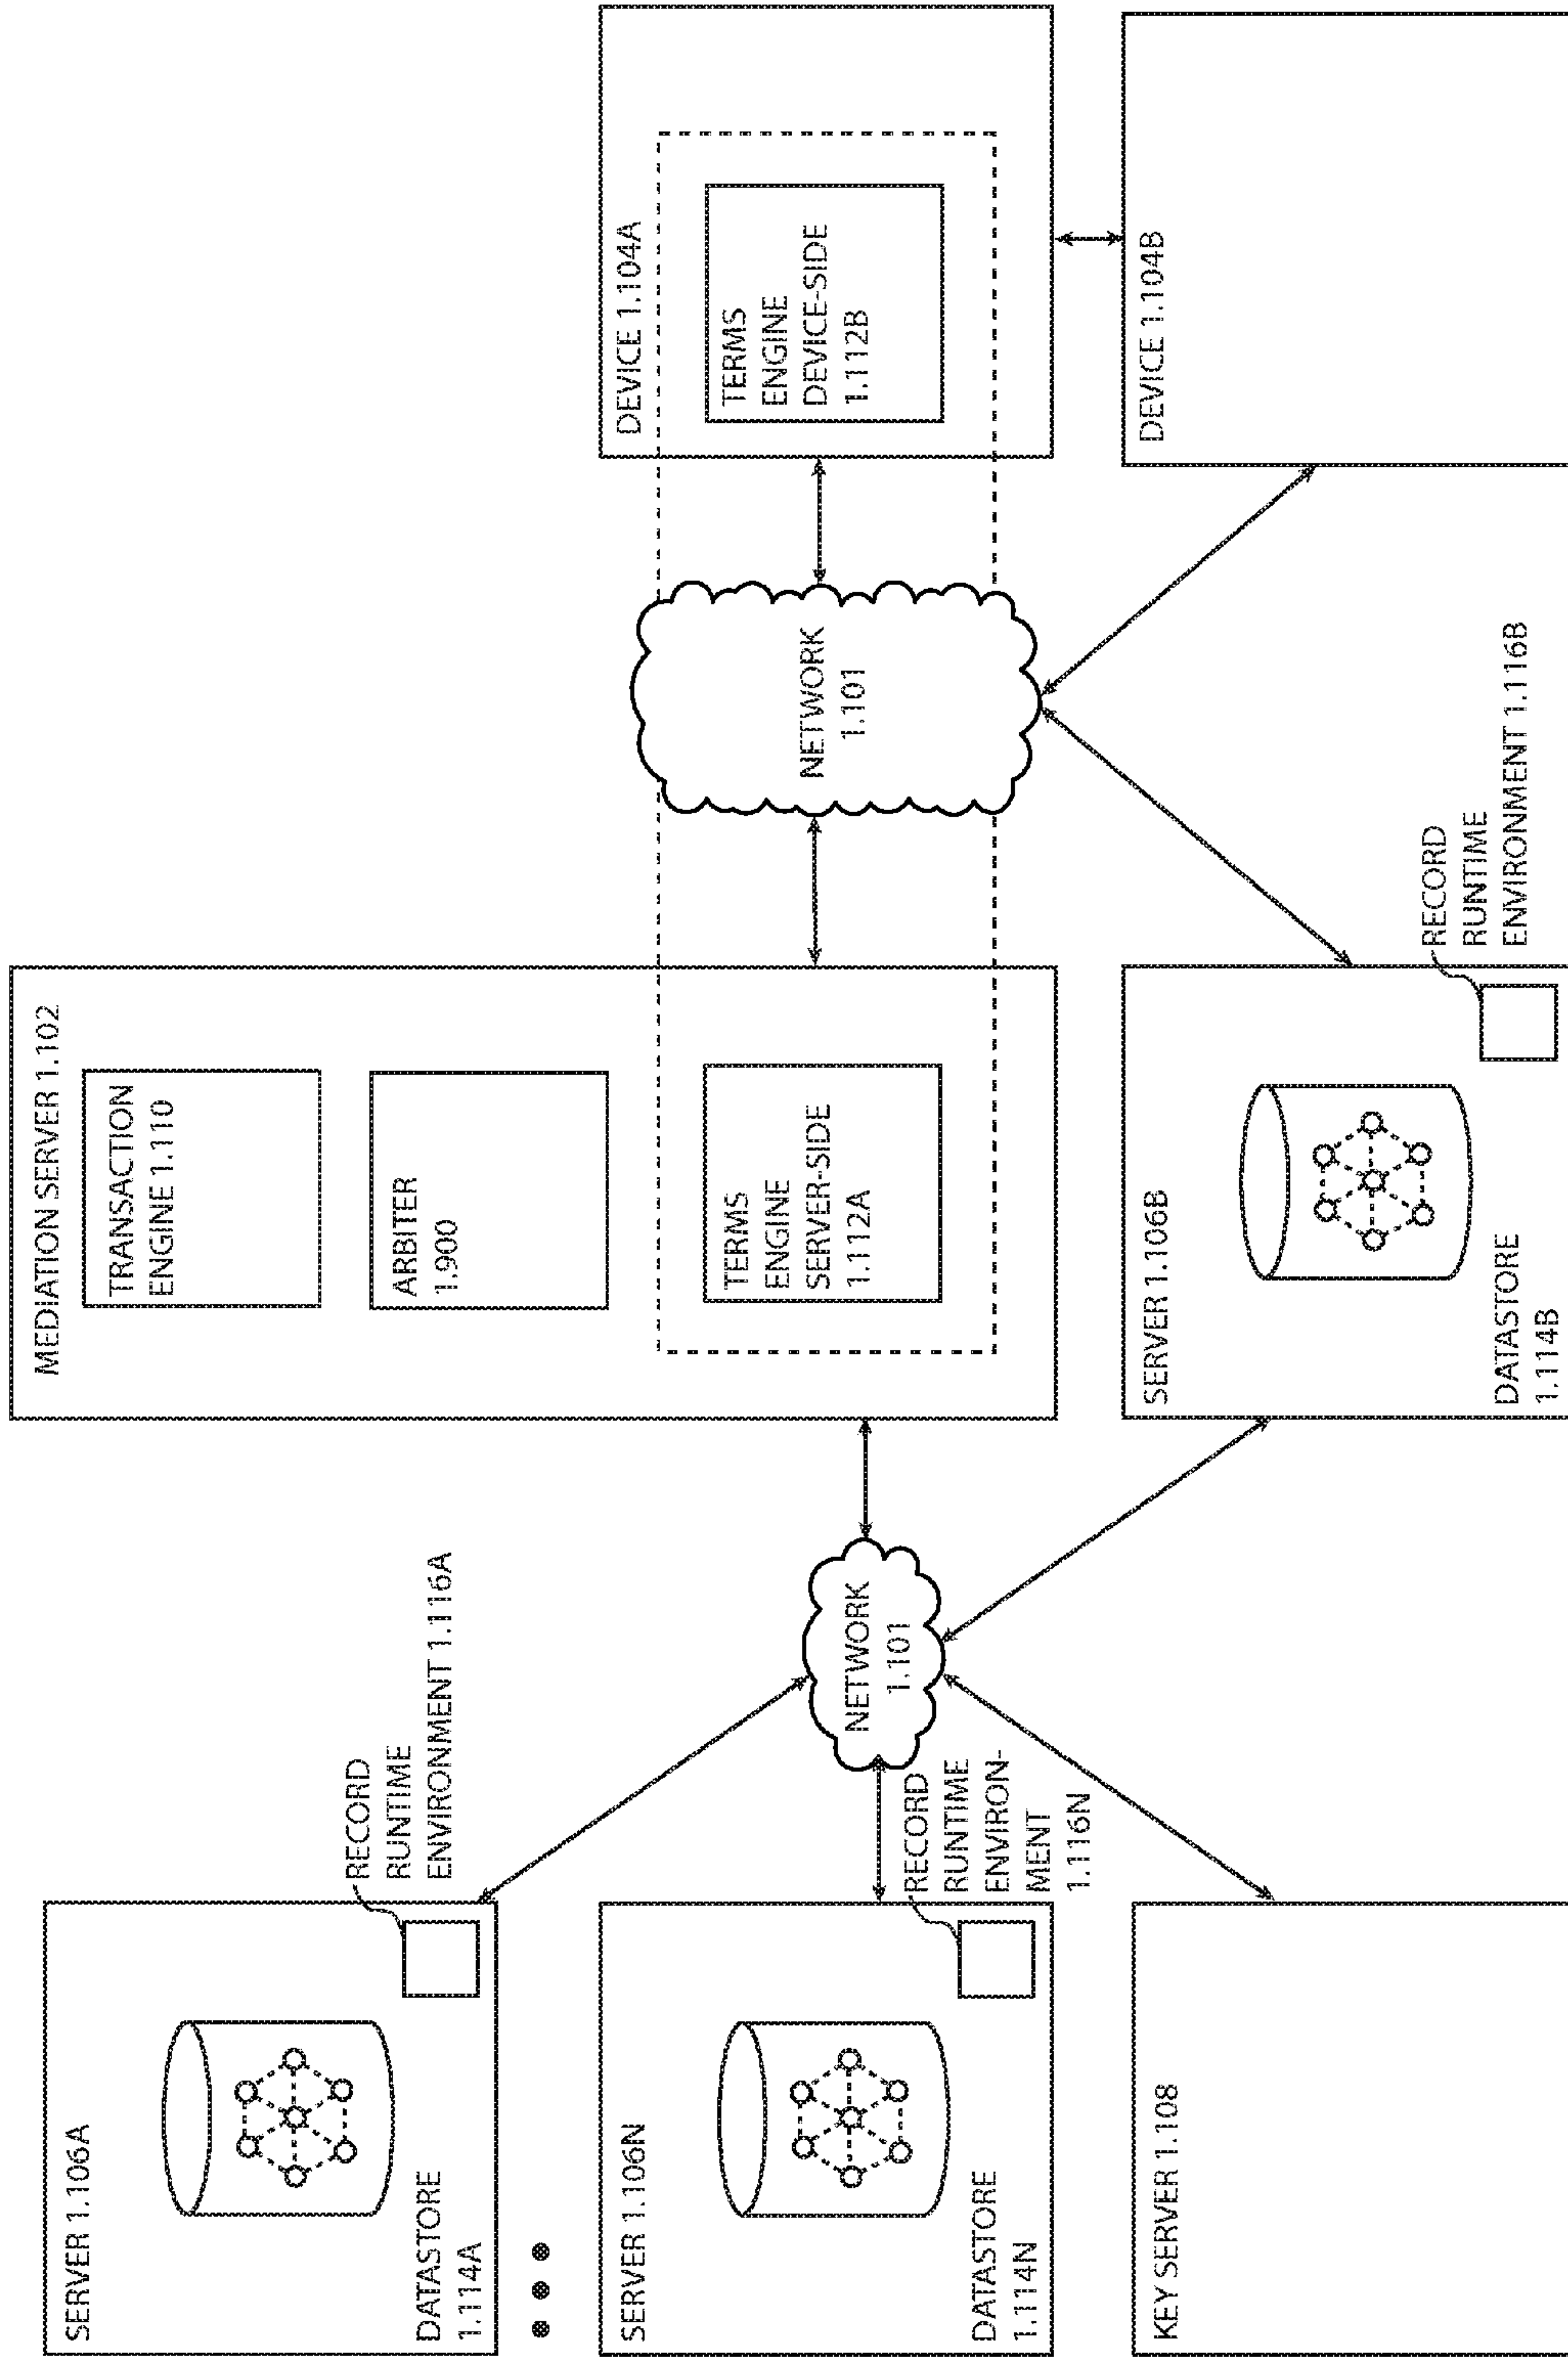 SERVER 1.106A
DATASTORE
1.114A
RECORD
RUNTIME
ENVIRONMENT 1.116A
SERVER 1.106N
DATASTORE
1.114N
RECORD
RUNTIME
ENVIRON-
MENT
1.116N
KEY SERVER 1.108
NETWORK
1.101
MEDIATION SERVER 1.102
TRANSACTION
ENGINE 1.110
ARBITER
1.900
TERMS
ENGINE
SERVER-SIDE
1.112A
SERVER 1.106B
DATASTORE
1.114B
RECORD
RUNTIME
ENVIRONMENT 1.116B
NETWORK
1.101
DEVICE 1.104A
TERMS
ENGINE
DEVICE-SIDE
1.112B
DEVICE 1.104B